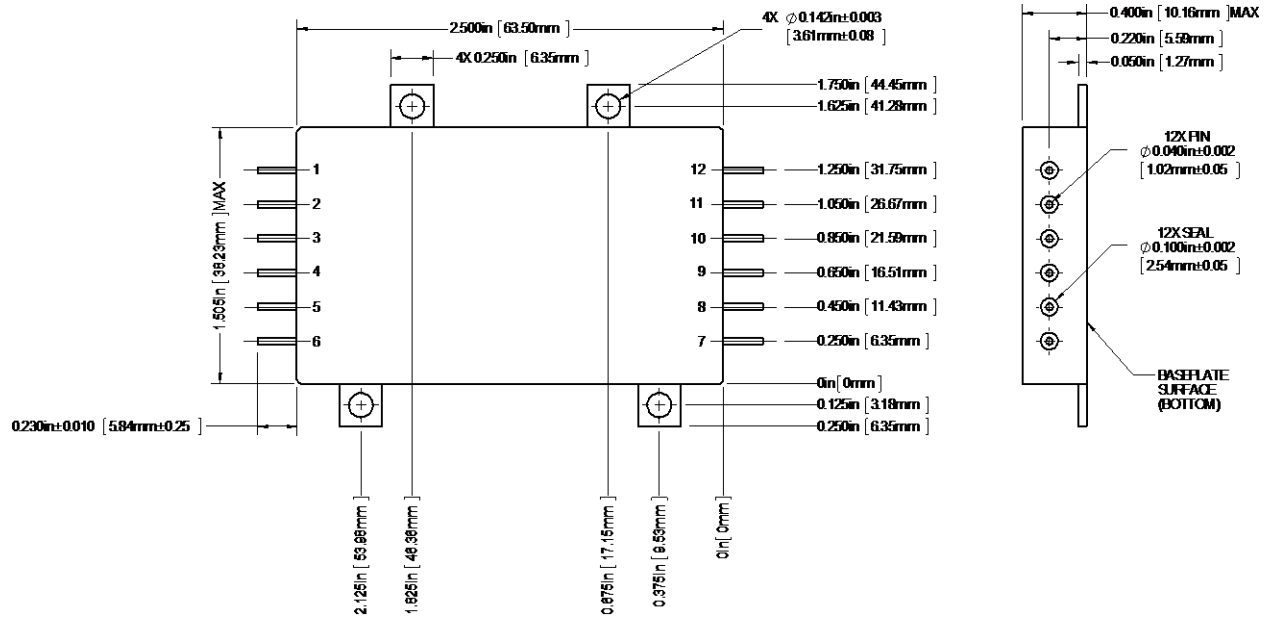 2.500in [ 63.50mm ]
4X 0.250in [ 6.35mm ]
4X ∅0.142in±0.003
[ 3.61mm±0.08 ]
1.750in [ 44.45mm ]
1.625in [ 41.28mm ]
1.505in [ 38.23mm ]MAX
1
2
3
4
5
6
12
11
10
9
8
7
1.250in [ 31.75mm ]
1.050in [ 26.67mm ]
0.850in [ 21.59mm ]
0.650in [ 16.51mm ]
0.450in [ 11.43mm ]
0.250in [ 6.35mm ]
0in [ 0mm ]
0.125in [ 3.18mm ]
0.250in [ 6.35mm ]
0.230in±0.010 [ 5.84mm±0.25 ]
2.125in [ 53.98mm ]
1.825in [ 46.36mm ]
0.675in [ 17.15mm ]
0.375in [ 9.53mm ]
0in [ 0mm ]
0.400in [ 10.16mm ]MAX
0.220in [ 5.59mm ]
0.050in [ 1.27mm ]
12X PIN
∅0.040in±0.002
[ 1.02mm±0.05 ]
12X SEAL
∅0.100in±0.002
[ 2.54mm±0.05 ]
BASEPLATE
SURFACE
(BOTTOM)